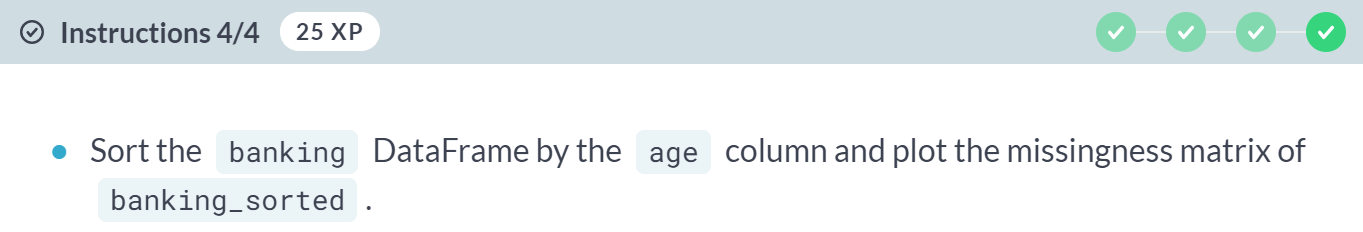 Instructions 4/4 25 XP
Sort the banking DataFrame by the age column and plot the missingness matrix of
banking_sorted .